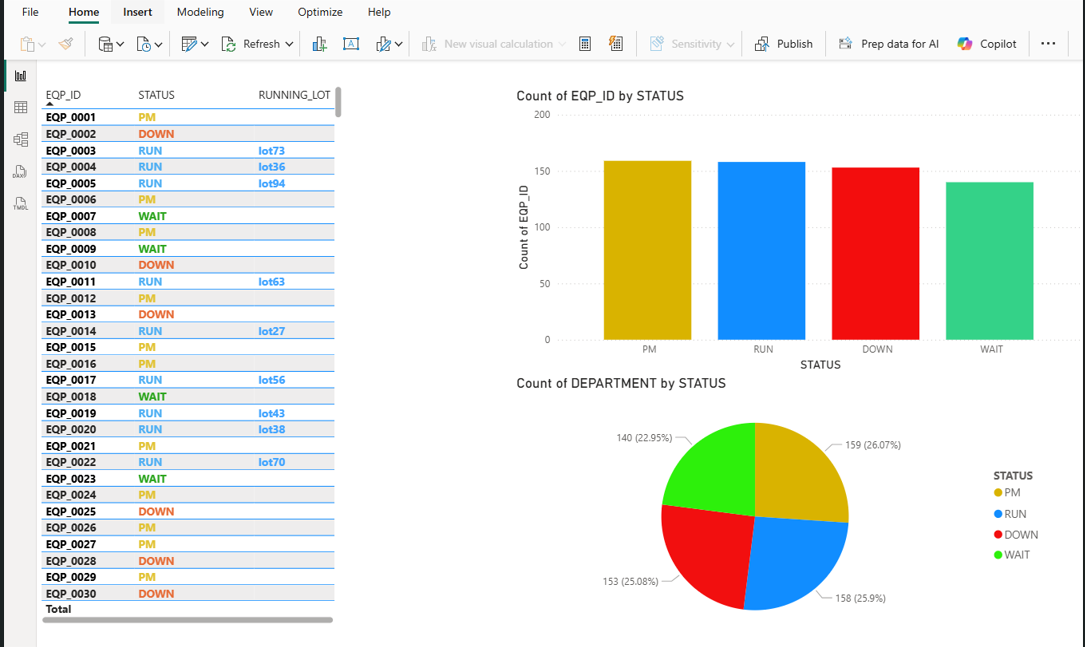 File Home Insert Modeling View Optimize Help
Refresh New visual calculation Sensitivity Publish Prep data for AI Copilot
EQP_ID STATUS RUNNING_LOT
EQP_0001 PM
EQP_0002 DOWN
EQP_0003 RUN lot73
EQP_0004 RUN lot36
EQP_0005 RUN lot94
EQP_0006 PM
EQP_0007 WAIT
EQP_0008 PM
EQP_0009 WAIT
EQP_0010 DOWN
EQP_0011 RUN lot63
EQP_0012 PM
EQP_0013 DOWN
EQP_0014 RUN lot27
EQP_0015 PM
EQP_0016 PM
EQP_0017 RUN lot56
EQP_0018 WAIT
EQP_0019 RUN lot43
EQP_0020 RUN lot38
EQP_0021 PM
EQP_0022 RUN lot70
EQP_0023 WAIT
EQP_0024 PM
EQP_0025 DOWN
EQP_0026 PM
EQP_0027 PM
EQP_0028 DOWN
EQP_0029 PM
EQP_0030 DOWN
Total
DAX
TMDL
Count of EQP_ID by STATUS
Count of EQP_ID
200
150
100
50
0
PM RUN DOWN WAIT
STATUS
Count of DEPARTMENT by STATUS
140 (22.95%)
159 (26.07%)
153 (25.08%)
158 (25.9%)
STATUS
PM
RUN
DOWN
WAIT